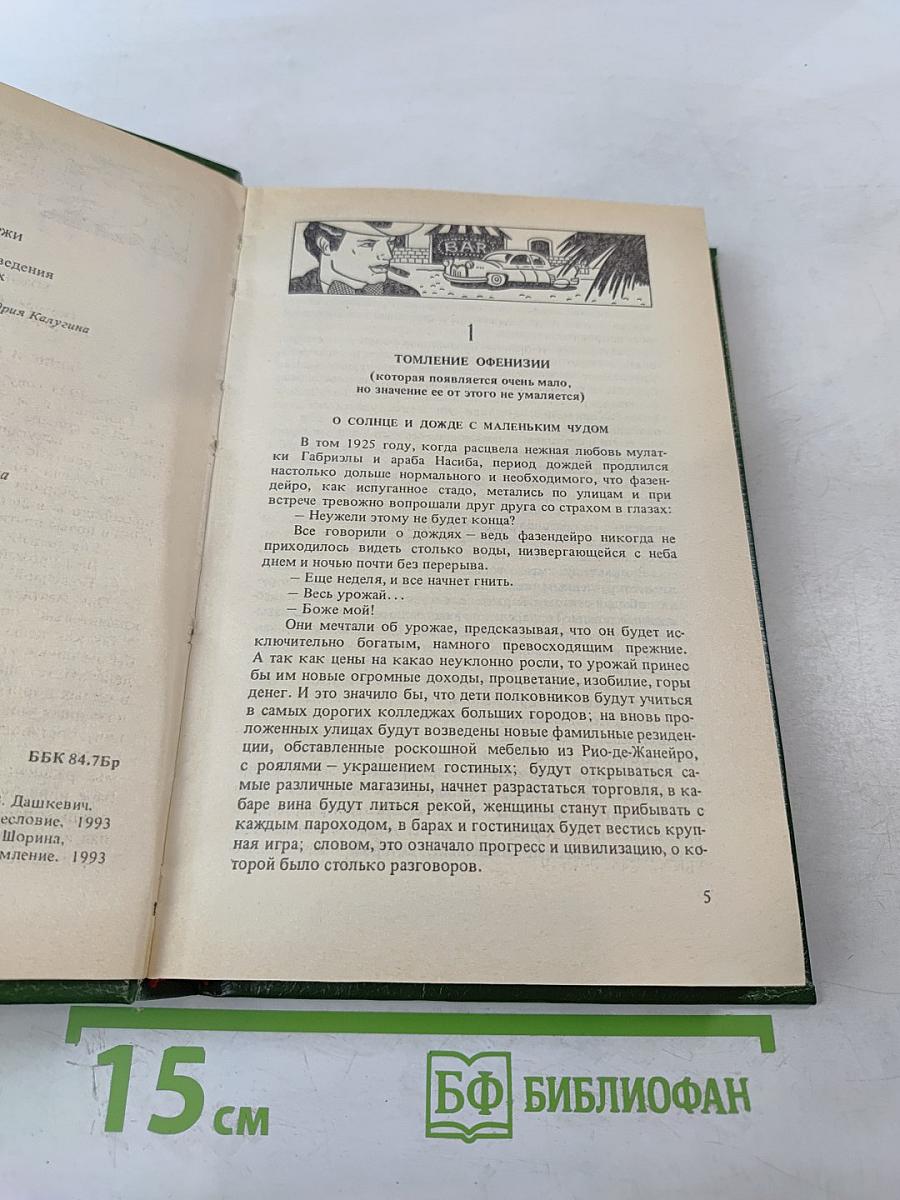 ведения
х
рия Калугина
а
ББК 84.7Бр
. Дашкевич.
есловие. 1993
Шорина,
мление. 1993
BAR
1
ТОМЛЕНИЕ ОФЕНИЗИИ
(которая появляется очень мало,
но значение ее от этого не умаляется)
О СОЛНЦЕ И ДОЖДЕ С МАЛЕНЬКИМ ЧУДОМ
В том 1925 году, когда расцвела нежная любовь мулат-
ки Габриэлы и араба Насиба, период дождей продлился
настолько дольше нормального и необходимого, что фазен-
дейро, как испуганное стадо, метались по улицам и при
встрече тревожно вопрошали друг друга со страхом в глазах:
— Неужели этому не будет конца?
Все говорили о дождях — ведь фазендейро никогда не
приходилось видеть столько воды, низвергающейся с неба
днем и ночью почти без перерыва.
— Еще неделя, и все начнет гнить.
— Весь урожай...
— Боже мой!
Они мечтали об урожае, предсказывая, что он будет ис-
ключительно богатым, намного превосходящим прежние.
А так как цены на какао неуклонно росли, то урожай принес
бы им новые огромные доходы, процветание, изобилие, горы
денег. И это значило бы, что дети полковников будут учиться
в самых дорогих колледжах больших городов; на вновь про-
ложенных улицах будут возведены новые фамильные резиден-
ции, обставленные роскошной мебелью из Рио-де-Жанейро,
с роялями — украшением гостиных; будут открываться са-
мые различные магазины, начнет разрастаться торговля, в ка-
баре вина будут литься рекой, женщины станут прибывать с
каждым пароходом, в барах и гостиницах будет вестись круп-
ная игра; словом, это означало прогресс и цивилизацию, о ко-
торой было столько разговоров.
5
15 см
БФ БИБЛИОФАН